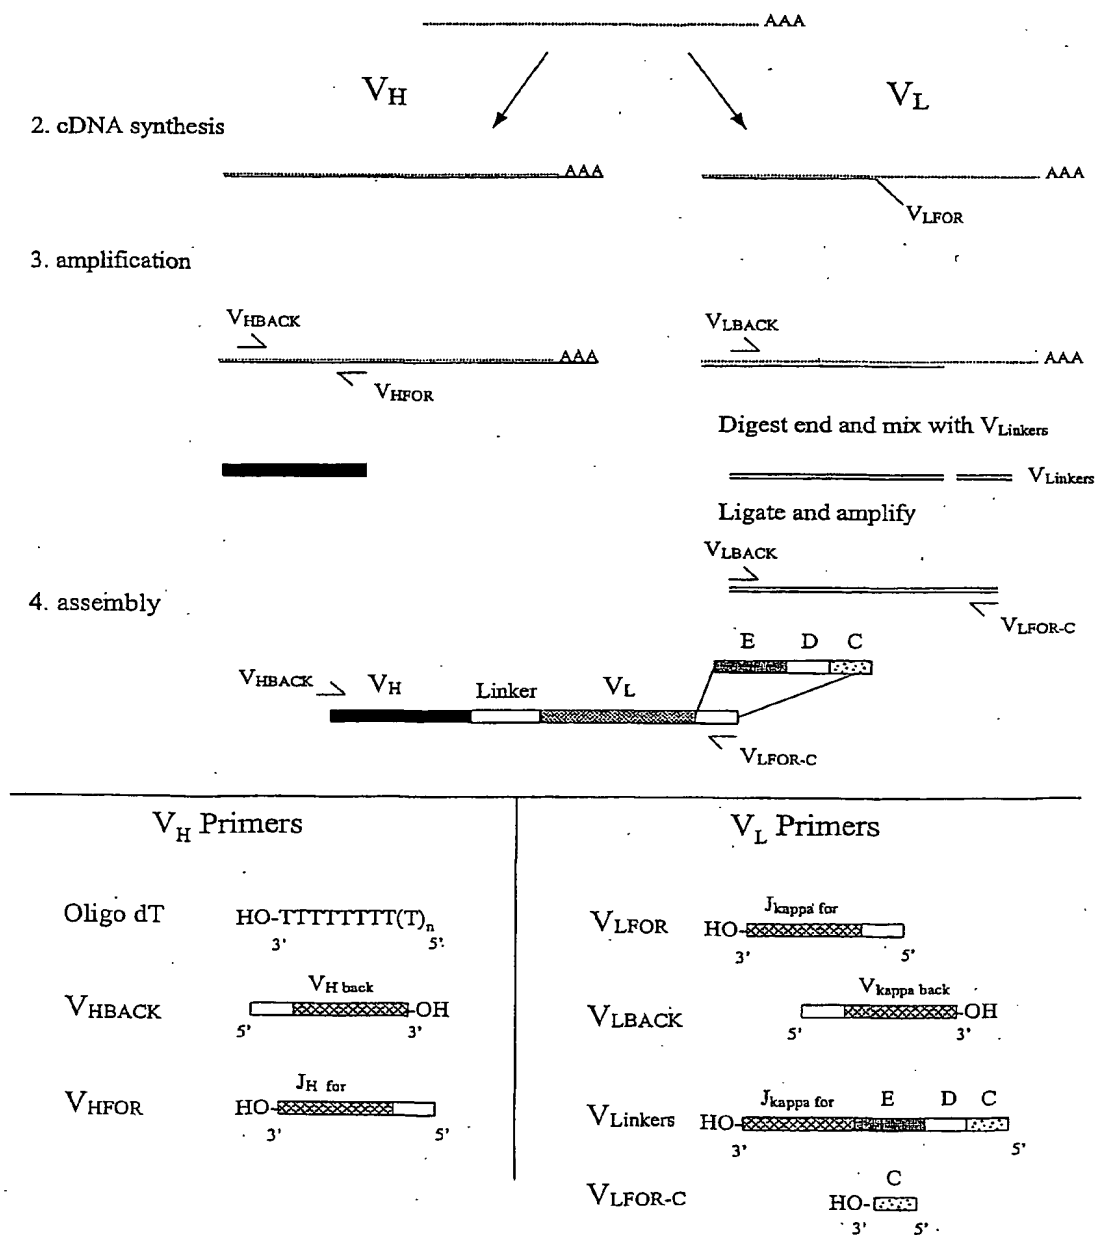 AAA
VH
VL
2. cDNA synthesis
AAA
AAA
VLFOR
3. amplification
VHBACK
VLBACK
AAA
AAA
VHFOR
Digest end and mix with VLinkers
VLinkers
Ligate and amplify
VLBACK
4. assembly
VLFOR-C
E D C
VHBACK
VH
Linker
VL
VLFOR-C
VH Primers
VL Primers
Oligo dT
HO-TTTTTTTT(T)n
3' 5'
VLFOR
Jkappa for
HO-
3' 5'
VHBACK
VH back
-OH
5' 3'
VLBACK
Vkappa back
-OH
5' 3'
VHFOR
JH for
HO-
3' 5'
VLinkers
Jkappa for E D C
HO-
3' 5'
VLFOR-C
C
HO-
3' 5'